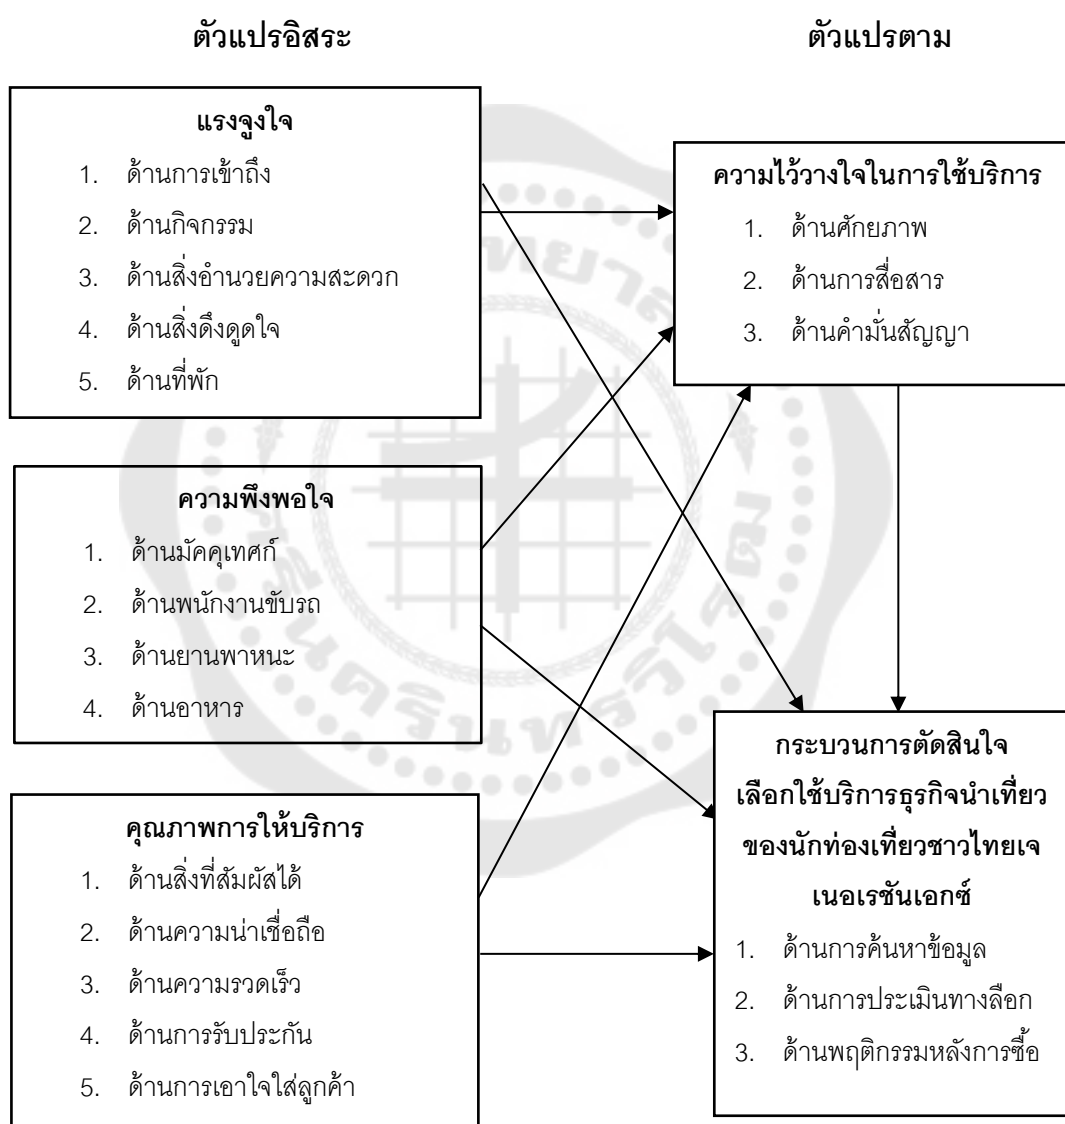 ตัวแปรอิสระ
ตัวแปรตาม
แรงจูงใจ
1. ด้านการเข้าถึง
2. ด้านกิจกรรม
3. ด้านสิ่งอำนวยความสะดวก
4. ด้านสิ่งดึงดูดใจ
5. ด้านที่พัก
ความพึงพอใจ
1. ด้านมัคคุเทศก์
2. ด้านพนักงานขับรถ
3. ด้านยานพาหนะ
4. ด้านอาหาร
คุณภาพการให้บริการ
1. ด้านสิ่งที่สัมผัสได้
2. ด้านความน่าเชื่อถือ
3. ด้านความรวดเร็ว
4. ด้านการรับประกัน
5. ด้านการเอาใจใส่ลูกค้า
ความไว้วางใจในการใช้บริการ
1. ด้านศักยภาพ
2. ด้านการสื่อสาร
3. ด้านคำมั่นสัญญา
กระบวนการตัดสินใจ
เลือกใช้บริการธุรกิจนำเที่ยว
ของนักท่องเที่ยวชาวไทยเจ
เนอเรชันเอกซ์
1. ด้านการค้นหาข้อมูล
2. ด้านการประเมินทางเลือก
3. ด้านพฤติกรรมหลังการซื้อ